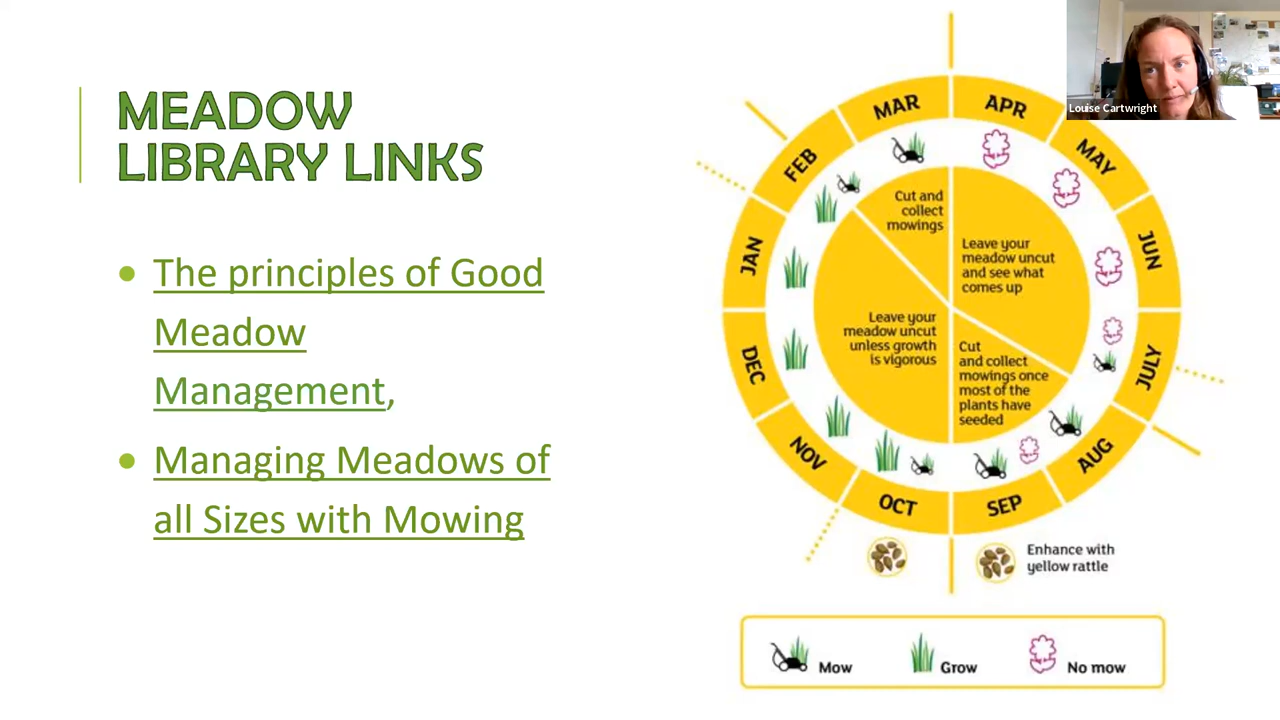 MEADOW
LIBRARY LINKS
• The principles of Good
Meadow
Management,
• Managing Meadows of
all Sizes with Mowing
Louise Cartwright
JAN
FEB
MAR
APR
MAY
JUN
JULY
AUG
SEP
OCT
NOV
DEC
Cut and
collect
mowings
Leave your
meadow uncut
and see what
comes up
Leave your
meadow uncut
unless growth
is vigorous
Cut
and collect
mowings once
most of the
plants have
seeded
Enhance with
yellow rattle
Mow
Grow
No mow